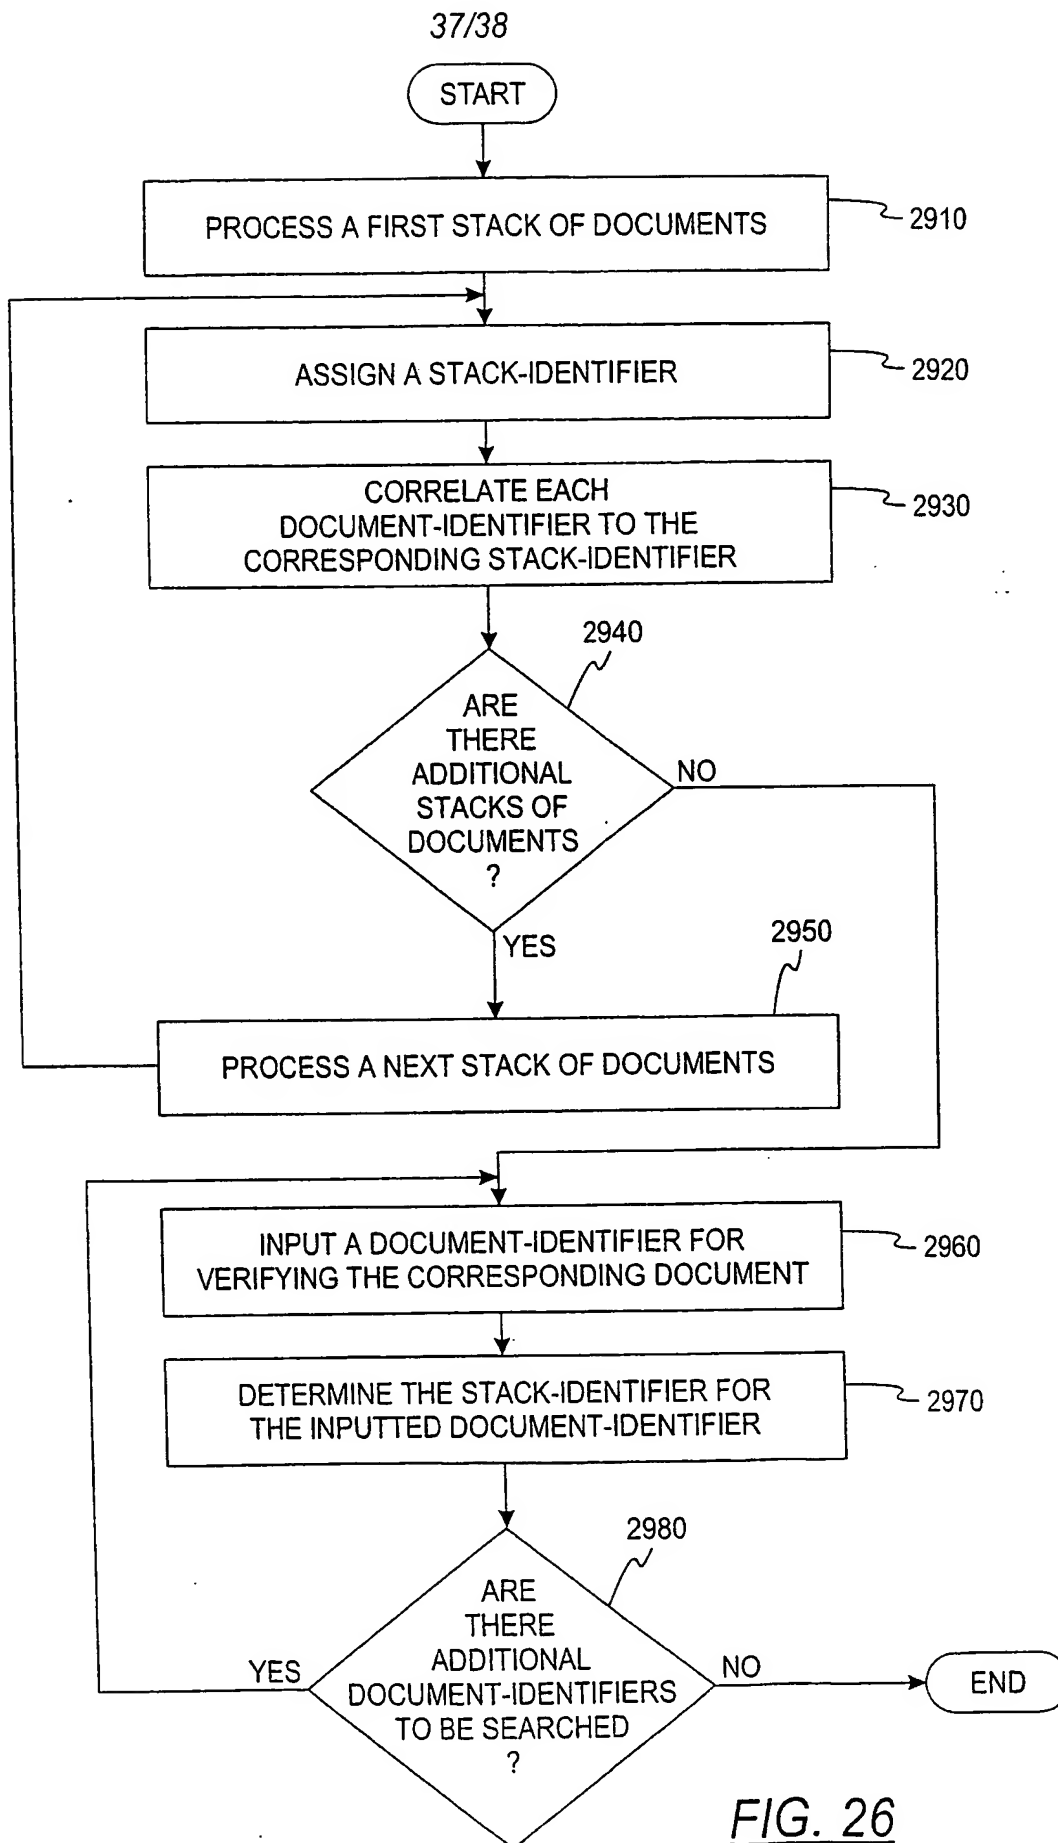 37/38
START
PROCESS A FIRST STACK OF DOCUMENTS
2910
ASSIGN A STACK-IDENTIFIER
2920
CORRELATE EACH
DOCUMENT-IDENTIFIER TO THE
CORRESPONDING STACK-IDENTIFIER
2930
2940
ARE
THERE
ADDITIONAL
STACKS OF
DOCUMENTS
?
NO
YES
2950
PROCESS A NEXT STACK OF DOCUMENTS
INPUT A DOCUMENT-IDENTIFIER FOR
VERIFYING THE CORRESPONDING DOCUMENT
2960
DETERMINE THE STACK-IDENTIFIER FOR
THE INPUTTED DOCUMENT-IDENTIFIER
2970
2980
ARE
THERE
ADDITIONAL
DOCUMENT-IDENTIFIERS
TO BE SEARCHED
?
YES
NO
END
FIG. 26